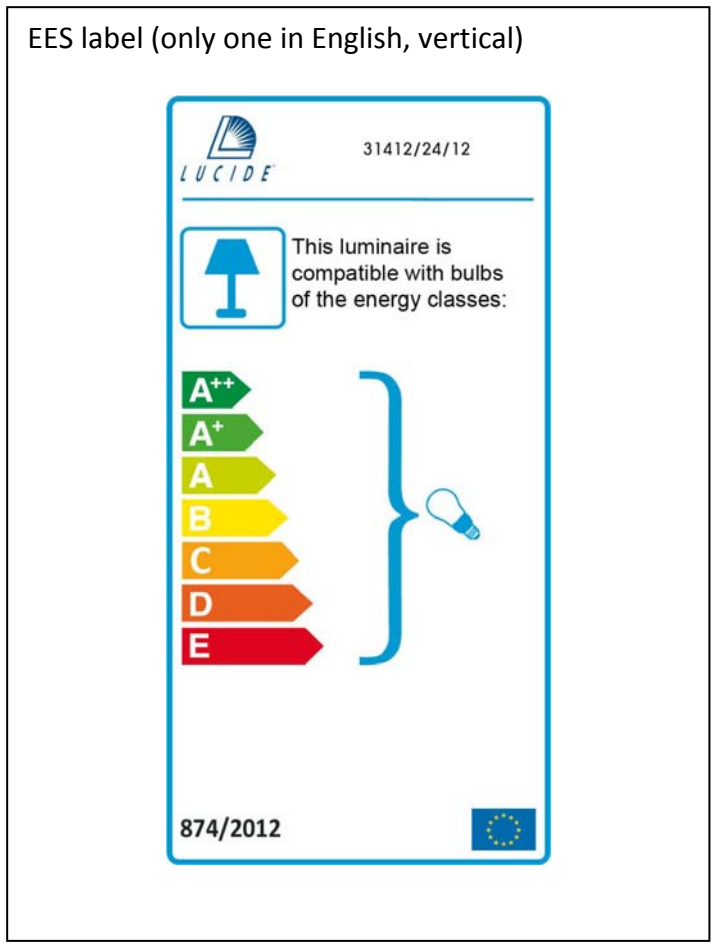 EES label (only one in English, vertical)
LUCIDE
31412/24/12
This luminaire is
compatible with bulbs
of the energy classes:
A++
A+
A
B
C
D
E
874/2012